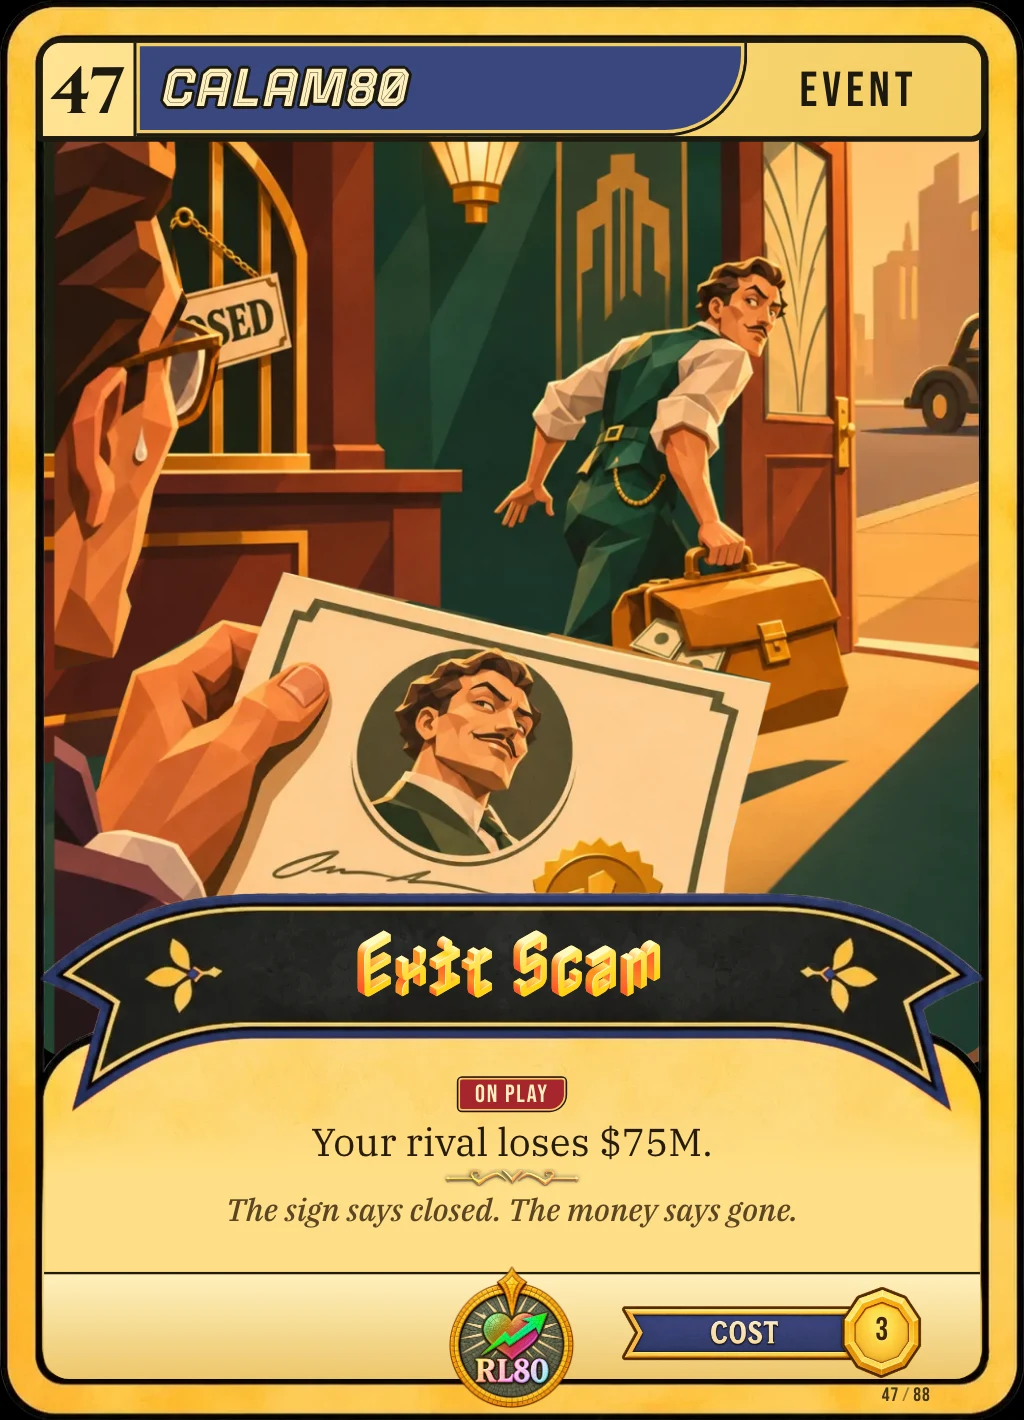 47
CALAM80
EVENT
OSED
Exit Scam
ON PLAY
Your rival loses $75M.
The sign says closed. The money says gone.
RL80
COST
3
47 / 88